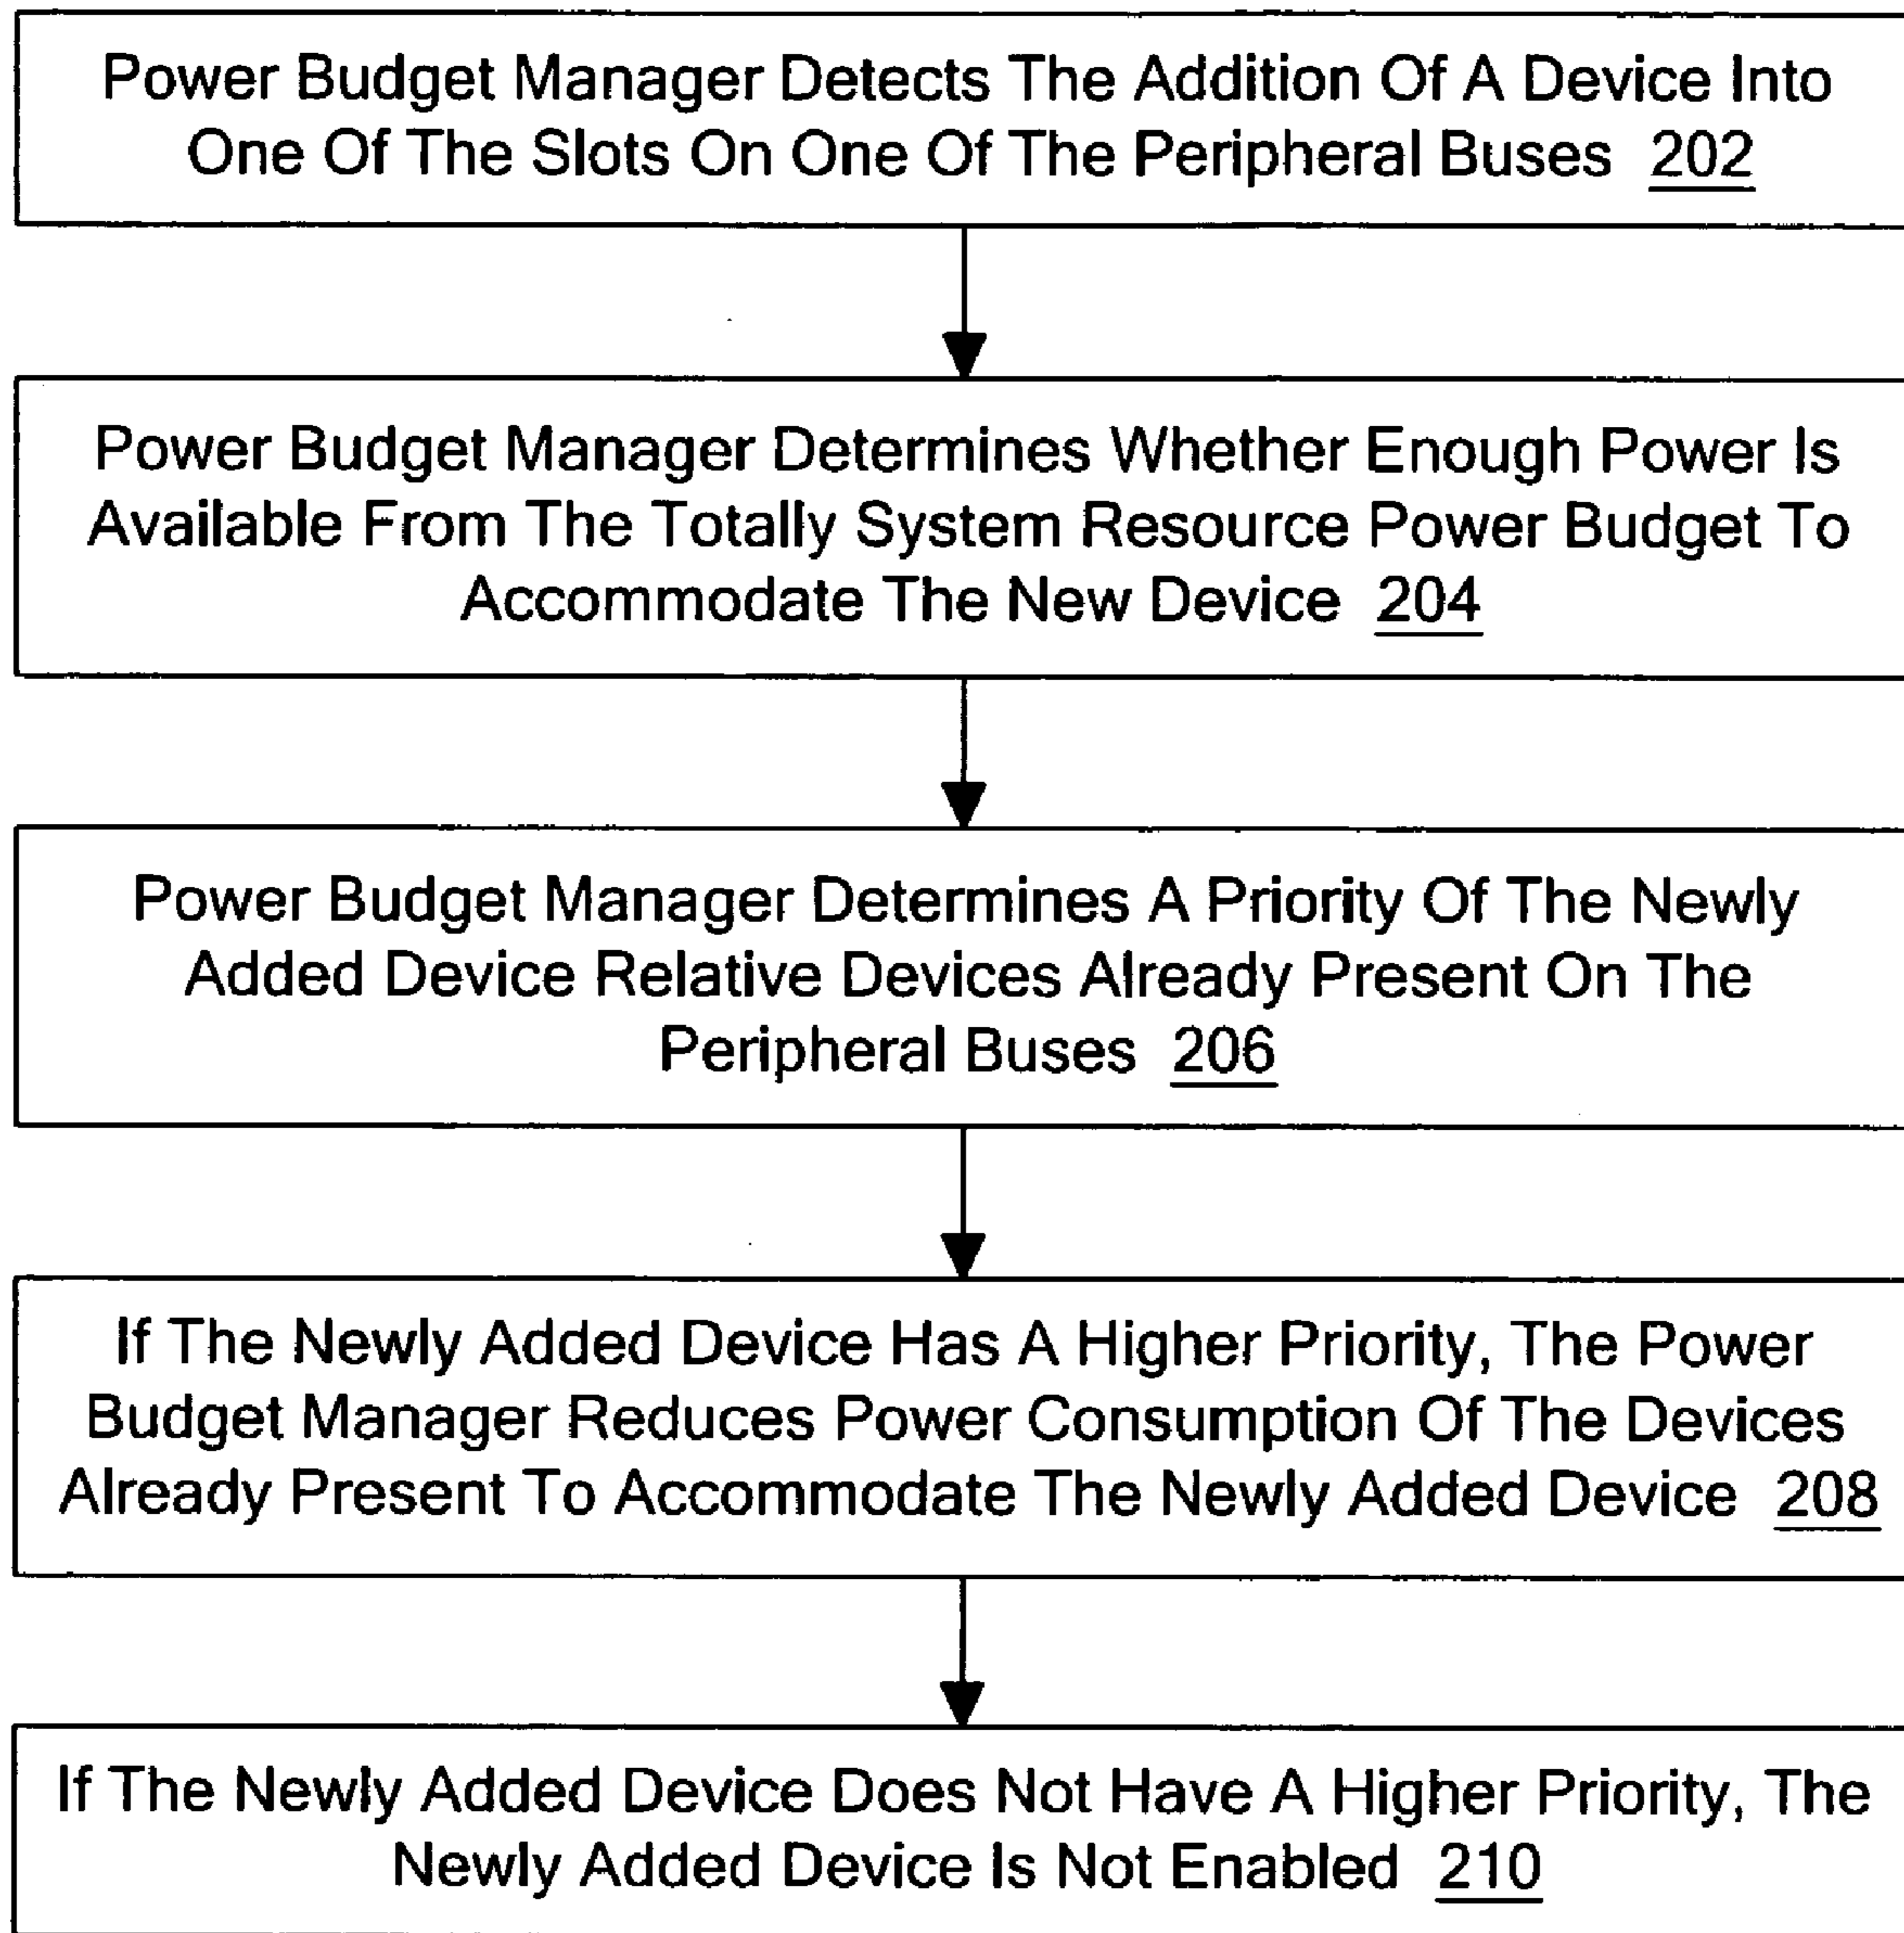 Power Budget Manager Detects The Addition Of A Device Into
One Of The Slots On One Of The Peripheral Buses 202
Power Budget Manager Determines Whether Enough Power Is
Available From The Totally System Resource Power Budget To
Accommodate The New Device 204
Power Budget Manager Determines A Priority Of The Newly
Added Device Relative Devices Already Present On The
Peripheral Buses 206
If The Newly Added Device Has A Higher Priority, The Power
Budget Manager Reduces Power Consumption Of The Devices
Already Present To Accommodate The Newly Added Device 208
If The Newly Added Device Does Not Have A Higher Priority, The
Newly Added Device Is Not Enabled 210